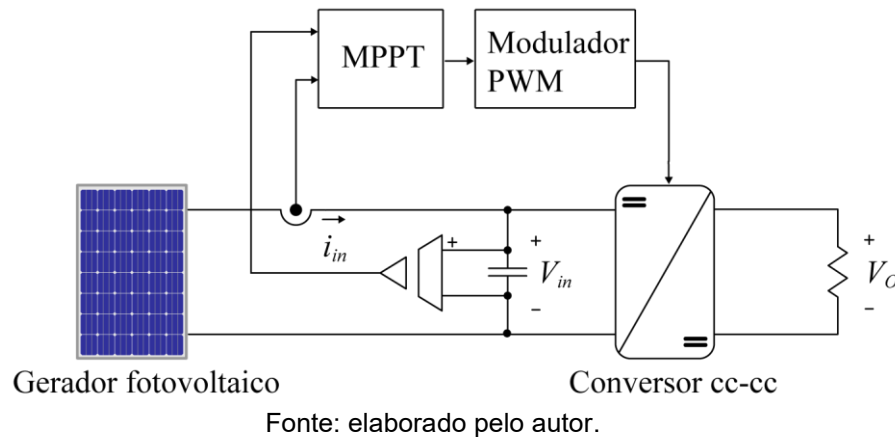 MPPT
Modulador
PWM
i_in
+
+
V_in
−
+
V_O
−
Gerador fotovoltaico
Conversor cc-cc
Fonte: elaborado pelo autor.